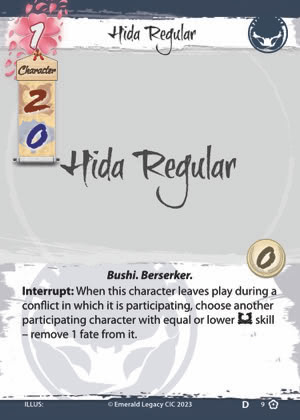 Hida Regular
1
Character
2
0
Hida Regular
0
Bushi. Berserker.
Interrupt: When this character leaves play during a
conflict in which it is participating, choose another
participating character with equal or lower skill
– remove 1 fate from it.
ILLUS: © Emerald Legacy CIC 2023 D 9